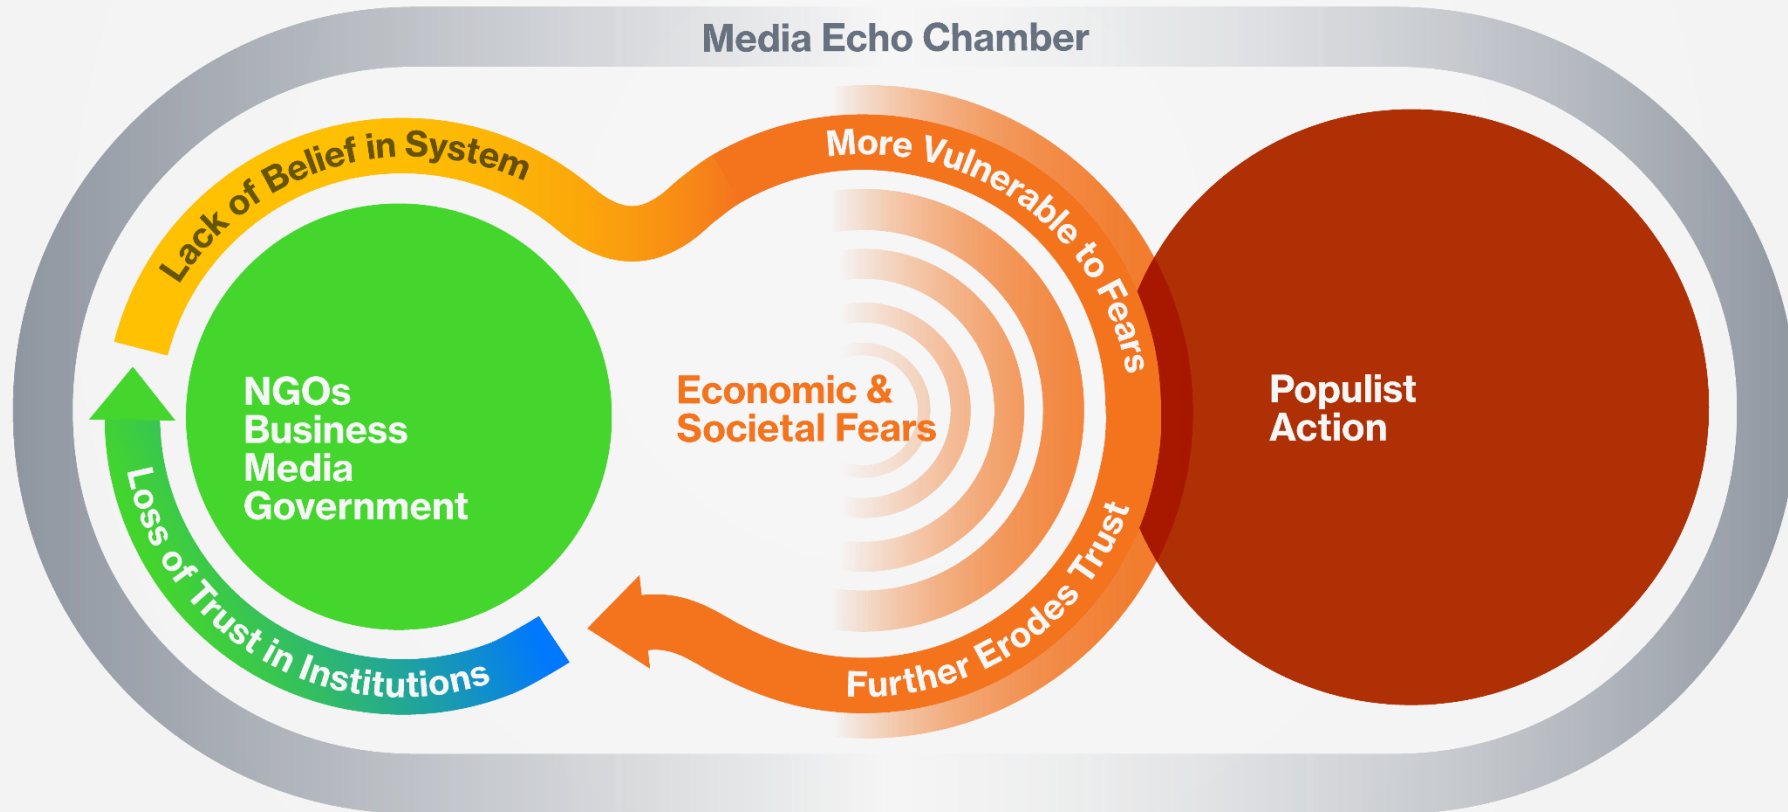 Media Echo Chamber
Lack of Belief in System
More Vulnerable to Fears
NGOs
Business
Media
Government
Economic &
Societal Fears
Populist
Action
Loss of Trust in Institutions
Further Erodes Trust